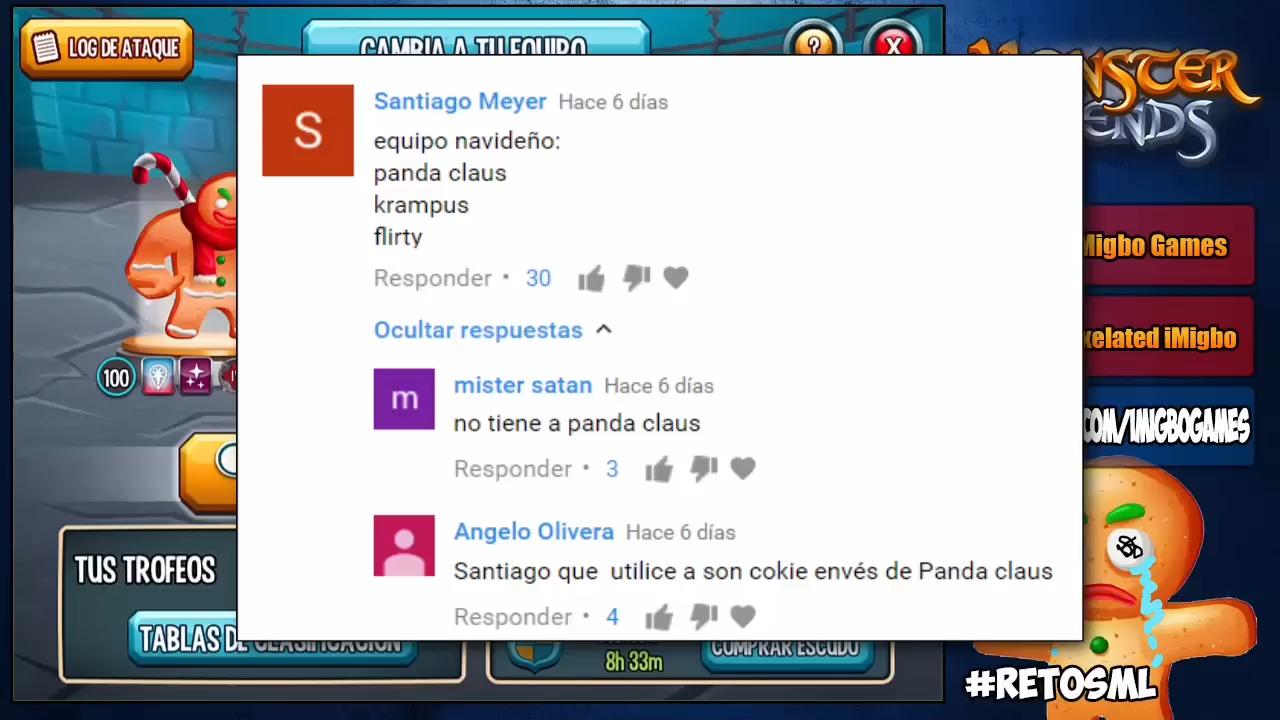 LOG DE ATAQUE
CAMBIA A TU EQUIPO
?
X
MONSTER
LEGENDS
S
Santiago Meyer Hace 6 días
equipo navideño:
panda claus
krampus
flirty
Responder • 30
Ocultar respuestas
m
mister satan Hace 6 días
no tiene a panda claus
Responder • 3
Angelo Olivera Hace 6 días
Santiago que utilice a son cokie envés de Panda claus
Responder • 4
100
TUS TROFEOS
TABLAS DE CLASIFICACIÓN
8h 33m
COMPRAR ESCUDO
Migbo Games
xelated iMigbo
COM/IMIGBOGAMES
#RETOSML